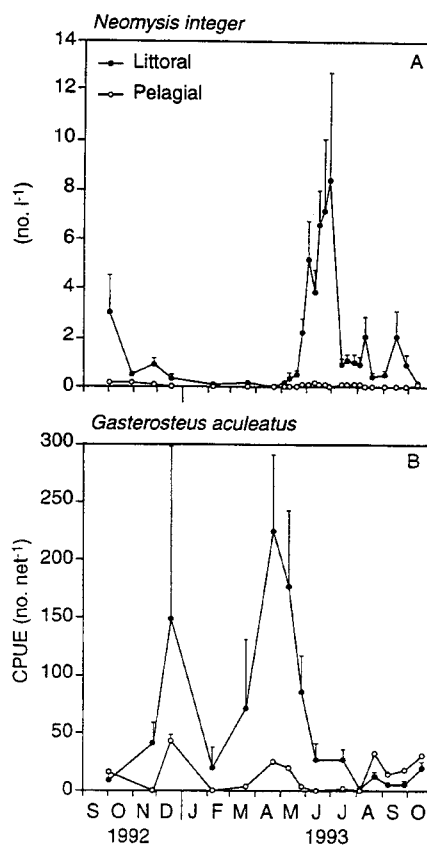 Neomysis integer
14
12
10
8
6
4
2
0
(no. l⁻¹)
Littoral
Pelagial
A
Gasterosteus aculeatus
300
250
200
150
100
50
0
CPUE (no. net⁻¹)
B
S O N D J F M A M J J A S O
1992 1993